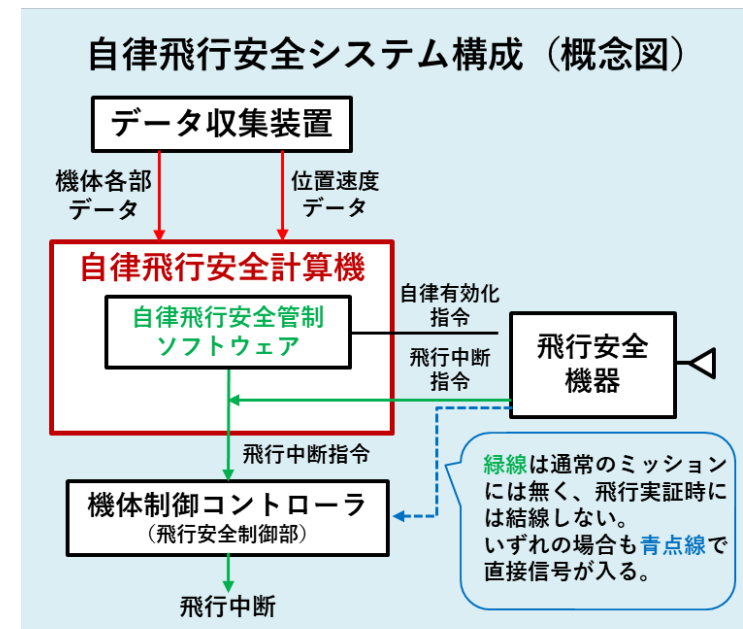 自律飛行安全システム構成（概念図）
データ収集装置
機体各部
データ
位置速度
データ
自律飛行安全計算機
自律飛行安全管制
ソフトウェア
自律有効化
指令
飛行中断
指令
飛行安全
機器
飛行中断指令
機体制御コントローラ
（飛行安全制御部）
飛行中断
緑線は通常のミッション
には無く、飛行実証時に
は結線しない。
いずれの場合も青点線で
直接信号が入る。